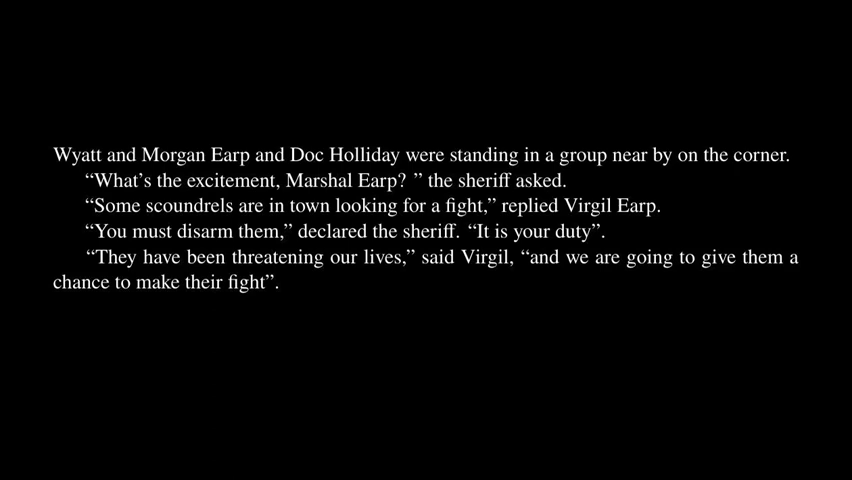 Wyatt and Morgan Earp and Doc Holliday were standing in a group near by on the corner.
“What’s the excitement, Marshal Earp? ” the sheriff asked.
“Some scoundrels are in town looking for a fight,” replied Virgil Earp.
“You must disarm them,” declared the sheriff. “It is your duty”.
“They have been threatening our lives,” said Virgil, “and we are going to give them a
chance to make their fight”.